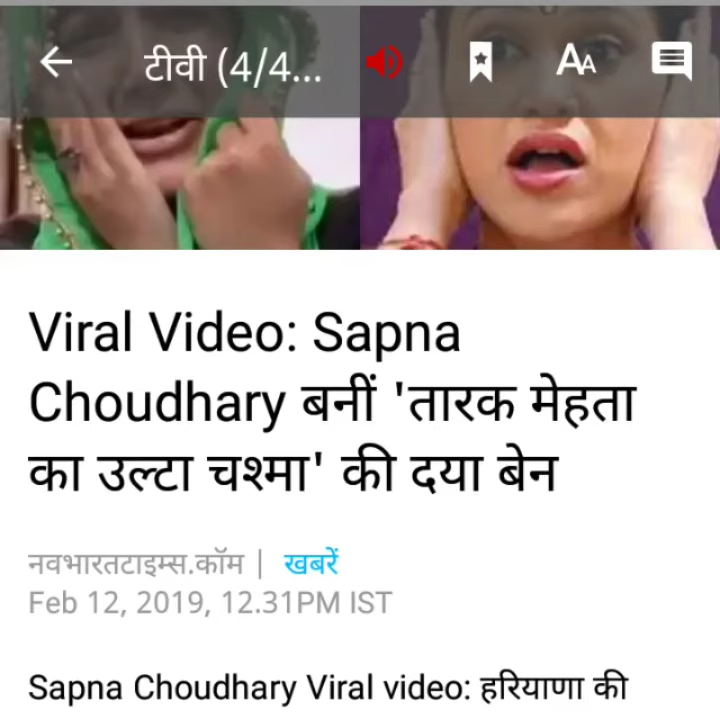 टीवी (4/4...
AA
Viral Video: Sapna
Choudhary बनीं 'तारक मेहता
का उल्टा चश्मा' की दया बेन
नवभारतटाइम्स.कॉम | खबरें
Feb 12, 2019, 12.31PM IST
Sapna Choudhary Viral video: हरियाणा की